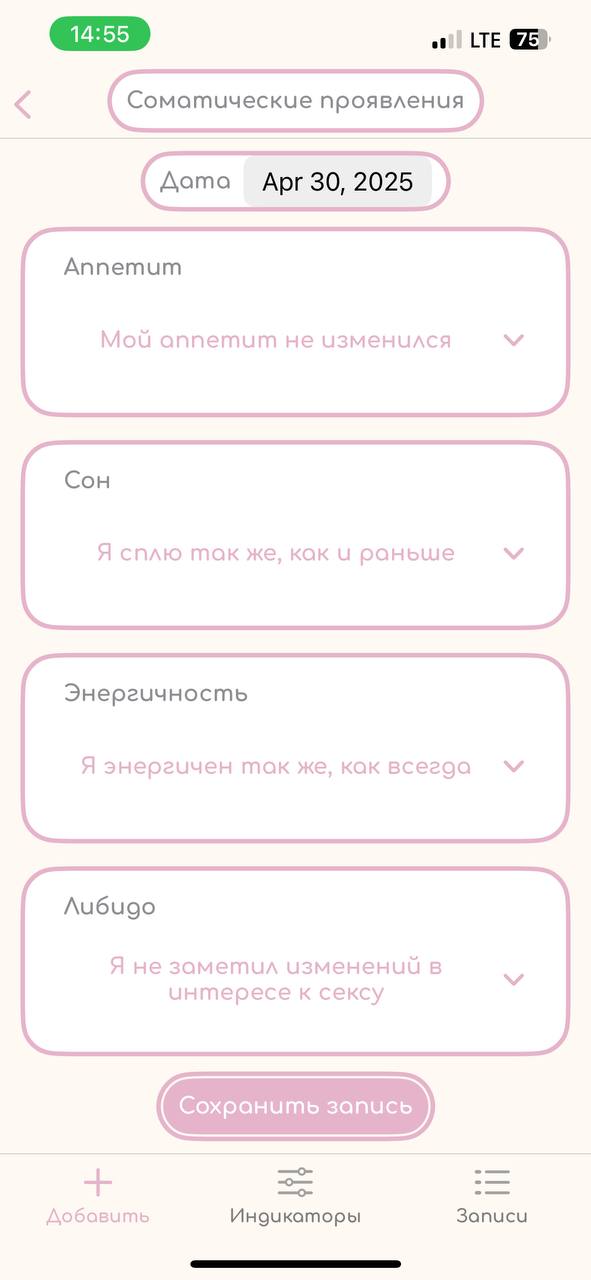 14:55
LTE 75
Соматические проявления
Дата Apr 30, 2025
Аппетит
Мой аппетит не изменился
Сон
Я сплю так же, как и раньше
Энергичность
Я энергичен так же, как всегда
Либидо
Я не заметил изменений в
интересе к сексу
Сохранить запись
Добавить Индикаторы Записи